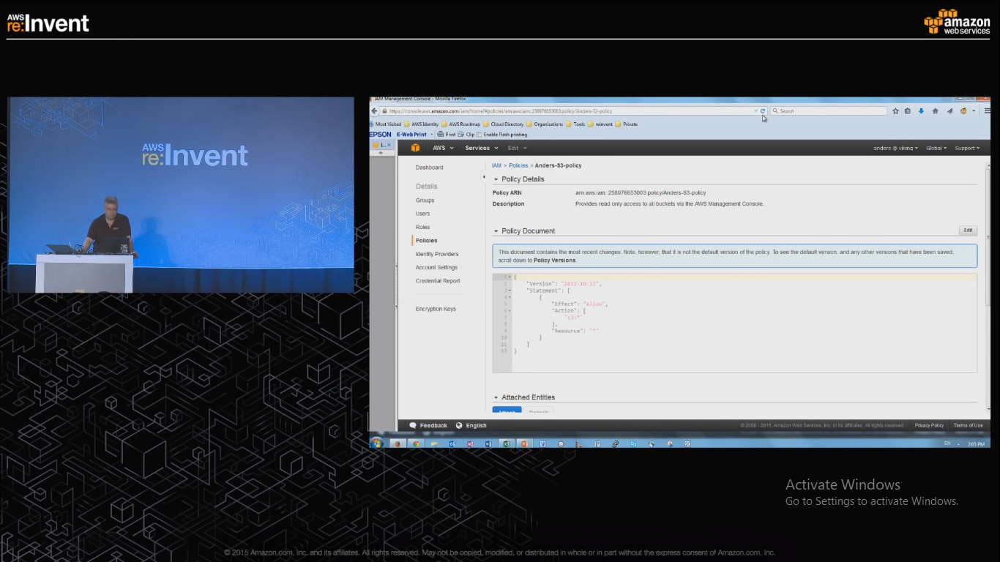 AWS
re:Invent
amazon
web services
AWS
re:Invent
IAM Management Console - Mozilla Firefox
https://console.aws.amazon.com/iam/home?#policies/arn:aws:iam::258976653003:policy/Anders-S3-policy
Search
Most Visited AWS Identity AWS Roadmap Cloud Directory Organizations Tools reinvent Private
EPSON E-Web Print Print Clip Enable Flash printing
AWS Services Edit anders @ viking Global Support
Dashboard
Details
Groups
Users
Roles
Policies
Identity Providers
Account Settings
Credential Report
Encryption Keys
IAM > Policies > Anders-S3-policy
Policy Details
Policy ARN arn:aws:iam::258976653003:policy/Anders-S3-policy
Description Provides read only access to all buckets via the AWS Management Console.
Policy Document Edit
This document contains the most recent changes. Note, however, that it is not the default version of the policy. To see the default version, and any other versions that have been saved,
scroll down to Policy Versions.
1 {
2 "Version": "2012-10-17",
3 "Statement": [
4 {
5 "Effect": "Allow",
6 "Action": [
7 "s3:*"
8 ],
9 "Resource": "*"
10 }
11 ]
12 }
Attached Entities
Attach Detach
Feedback English © 2008 - 2015, Amazon Web Services, Inc. or its affiliates. All rights reserved. Privacy Policy Terms of Use
EN 2:05 PM
Activate Windows
Go to Settings to activate Windows.
© 2015 Amazon.com, Inc. and its affiliates. All rights reserved. May not be copied, modified, or distributed in whole or in part without the express consent of Amazon.com, Inc.